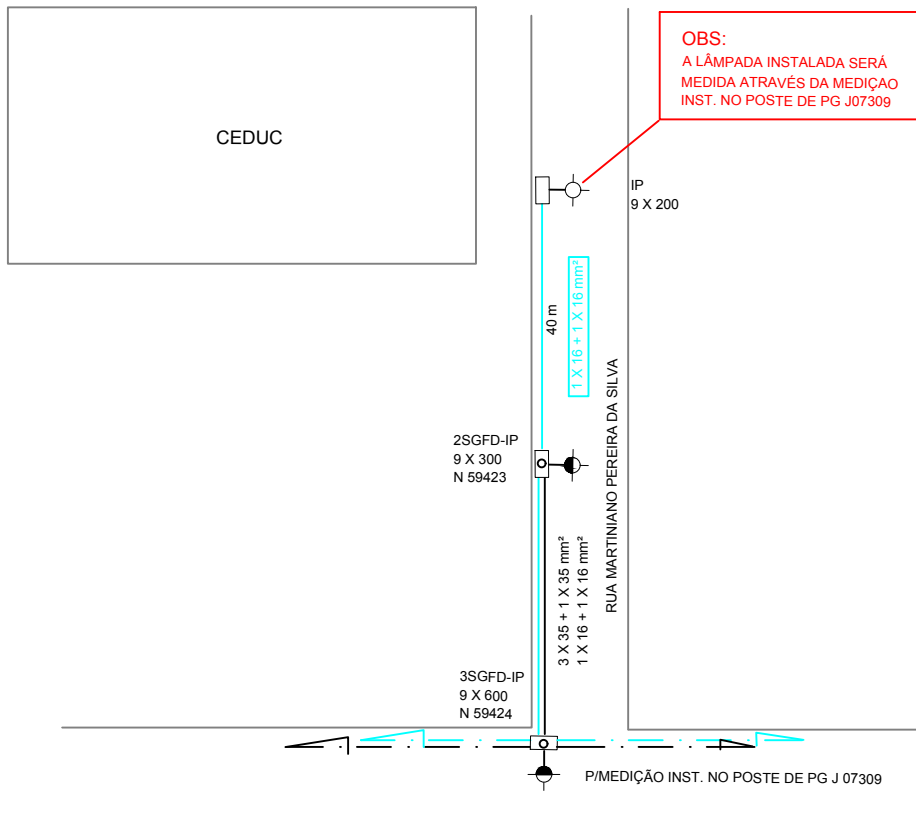 OBS:
A LÂMPADA INSTALADA SERÁ
MEDIDA ATRAVÉS DA MEDIÇAO
INST. NO POSTE DE PG J07309
CEDUC
IP
9 X 200
40 m
1 X 16 + 1 X 16 mm²
RUA MARTINIANO PEREIRA DA SILVA
2SGFD-IP
9 X 300
N 59423
3 X 35 + 1 X 35 mm²
1 X 16 + 1 X 16 mm²
3SGFD-IP
9 X 600
N 59424
P/MEDIÇÃO INST. NO POSTE DE PG J 07309